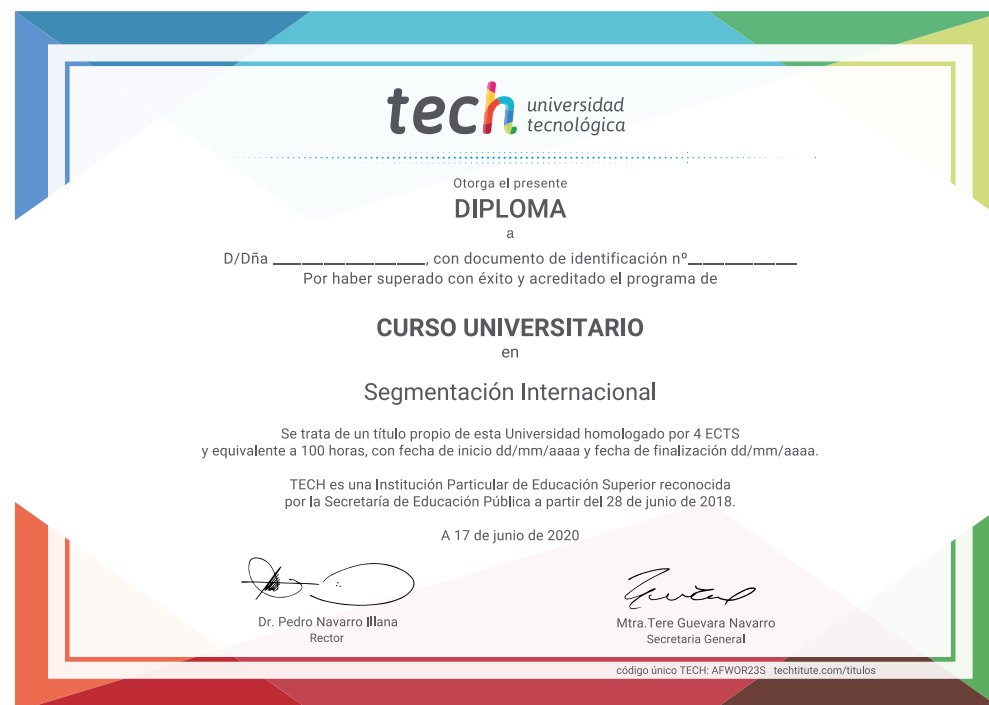 tech universidad
tecnológica
Otorga el presente
DIPLOMA
a
D/Dña ________________, con documento de identificación nº____________
Por haber superado con éxito y acreditado el programa de
CURSO UNIVERSITARIO
en
Segmentación Internacional
Se trata de un título propio de esta Universidad homologado por 4 ECTS
y equivalente a 100 horas, con fecha de inicio dd/mm/aaaa y fecha de finalización dd/mm/aaaa.
TECH es una Institución Particular de Educación Superior reconocida
por la Secretaría de Educación Pública a partir del 28 de junio de 2018.
A 17 de junio de 2020
Dr. Pedro Navarro Illana
Rector
Mtra.Tere Guevara Navarro
Secretaria General
código único TECH: AFWOR23S techtitute.com/titulos